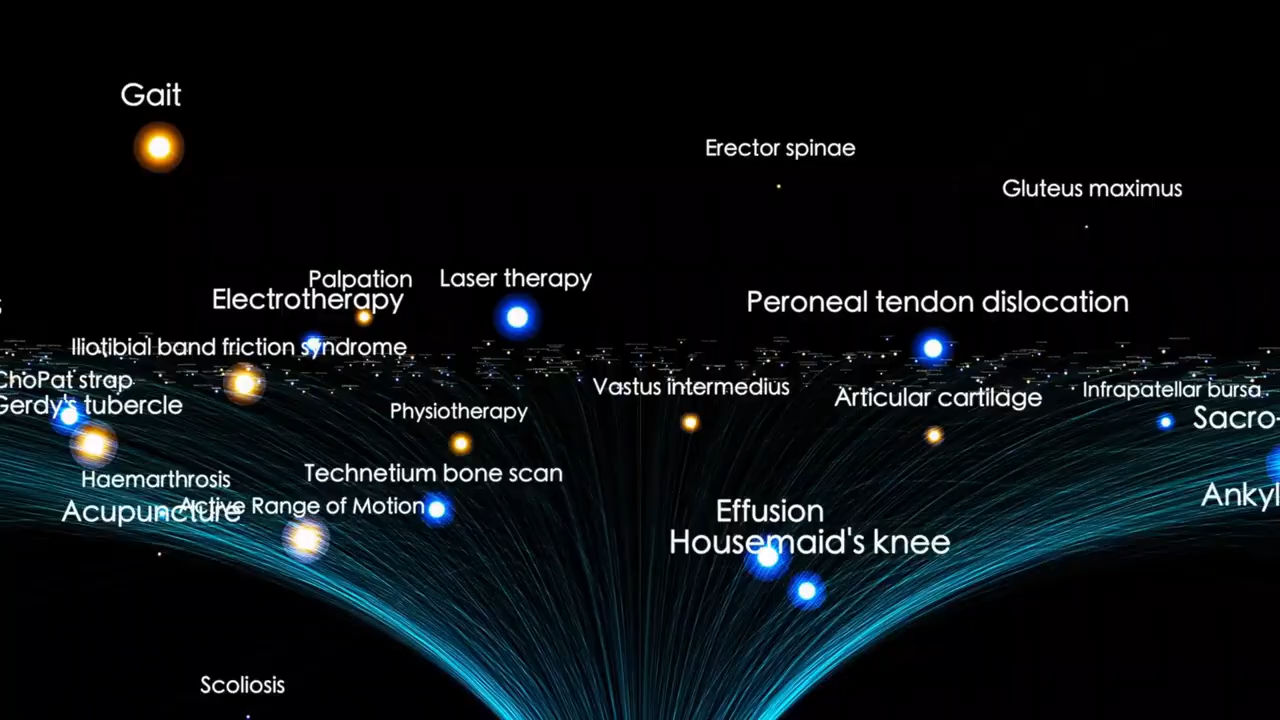 Gait
Erector spinae
Gluteus maximus
Palpation
Laser therapy
Electrotherapy
Peroneal tendon dislocation
Iliotibial band friction syndrome
ChoPat strap
Vastus intermedius
Infrapatellar bursa
Articular cartilage
Gerdy's tubercle
Physiotherapy
Sacro-
Technetium bone scan
Haemarthrosis
Ankyl
Active Range of Motion
Acupuncture
Effusion
Housemaid's knee
Scoliosis